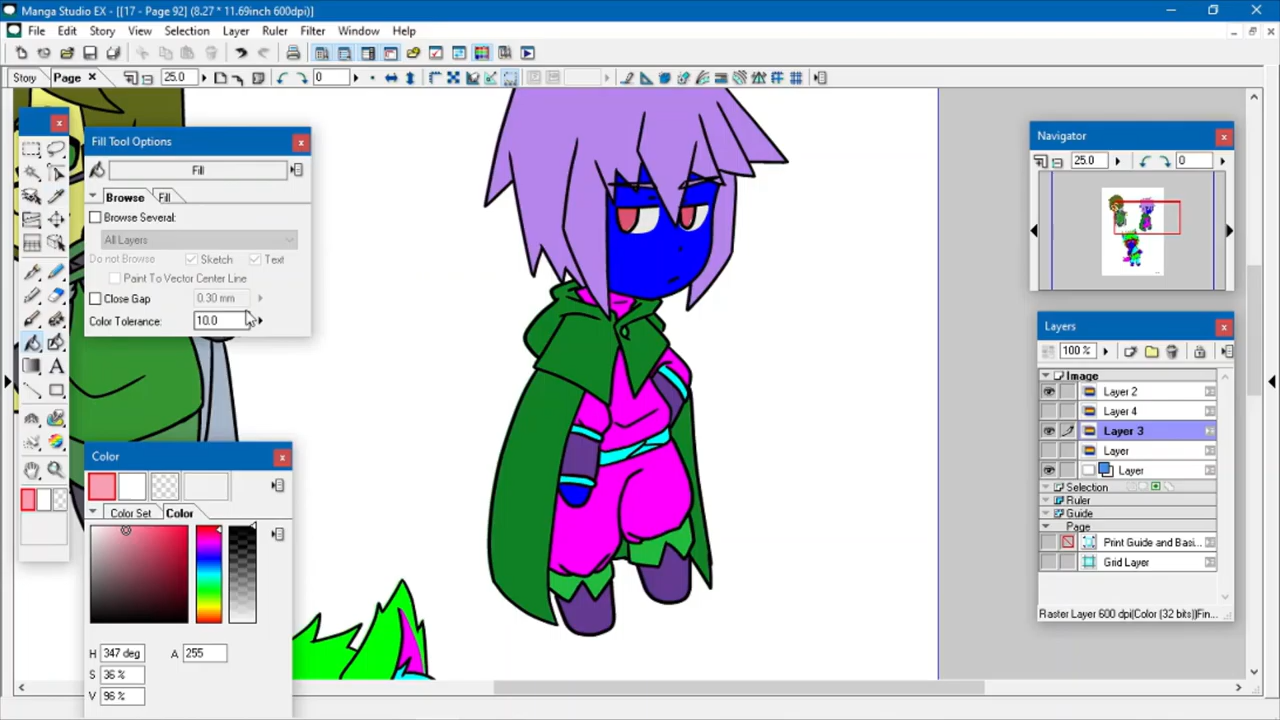 Manga Studio EX - [[17 - Page 92] (8.27 * 11.69inch 600dpi)]
File Edit Story View Selection Layer Ruler Filter Window Help
Story Page 25.0 0
Fill Tool Options
Fill
Browse Fill
Browse Several:
All Layers
Do not Browse Sketch Text
Paint To Vector Center Line
Close Gap 0.30 mm
Color Tolerance: 10.0
Color
Color Set Color
H 347 deg A 255
S 36 %
V 96 %
Navigator
25.0 0
Layers
100 %
Image
Layer 2
Layer 4
Layer 3
Layer
Layer
Selection
Ruler
Guide
Page
Print Guide and Basi...
Grid Layer
Raster Layer 600 dpi(Color (32 bits))Fin...